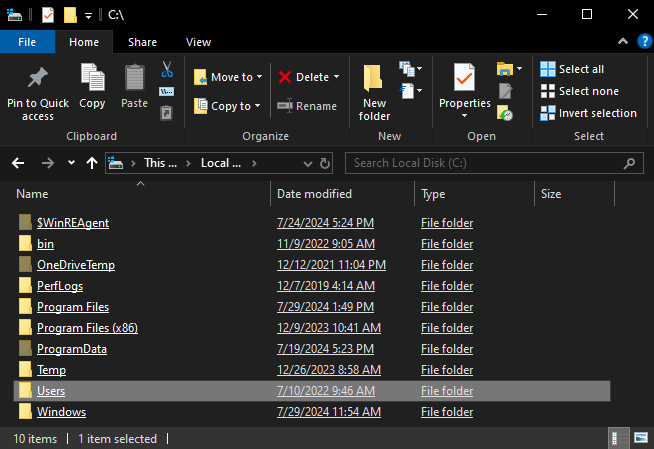 C:\
File Home Share View
Pin to Quick access
Copy
Paste
Clipboard
Move to
Copy to
Delete
Rename
Organize
New folder
New
Properties
Open
Select all
Select none
Invert selection
Select
This ... Local ... Search Local Disk (C:)
Name Date modified Type Size
$WinREAgent 7/24/2024 5:24 PM File folder
bin 11/9/2022 9:05 AM File folder
OneDriveTemp 12/12/2021 11:04 PM File folder
PerfLogs 12/7/2019 4:14 AM File folder
Program Files 7/29/2024 1:49 PM File folder
Program Files (x86) 12/9/2023 10:41 AM File folder
ProgramData 7/19/2024 5:23 PM File folder
Temp 12/26/2023 8:58 AM File folder
Users 7/10/2022 9:46 AM File folder
Windows 7/29/2024 11:54 AM File folder
10 items 1 item selected